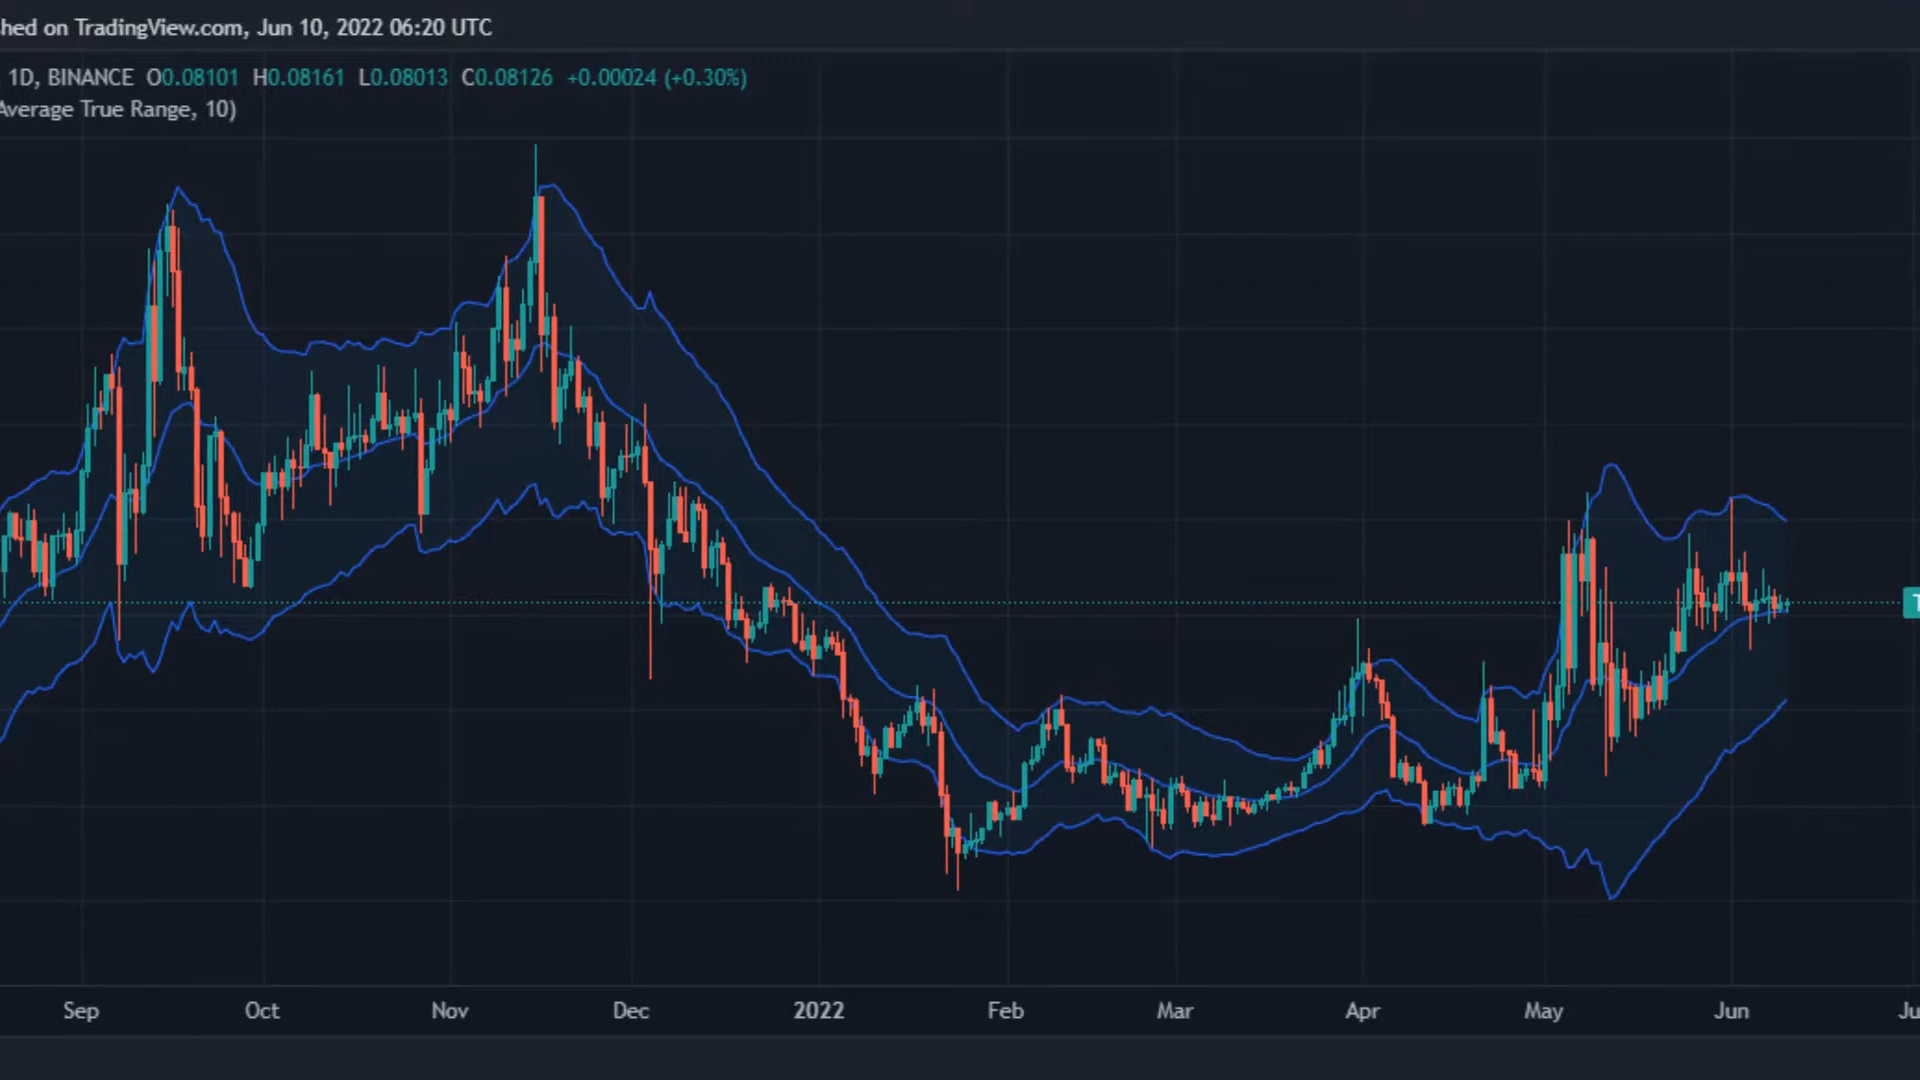 hed on TradingView.com, Jun 10, 2022 06:20 UTC
1D, BINANCE O0.08101 H0.08161 L0.08013 C0.08126 +0.00024 (+0.30%)
Average True Range, 10)
T
Sep Oct Nov Dec 2022 Feb Mar Apr May Jun Ju